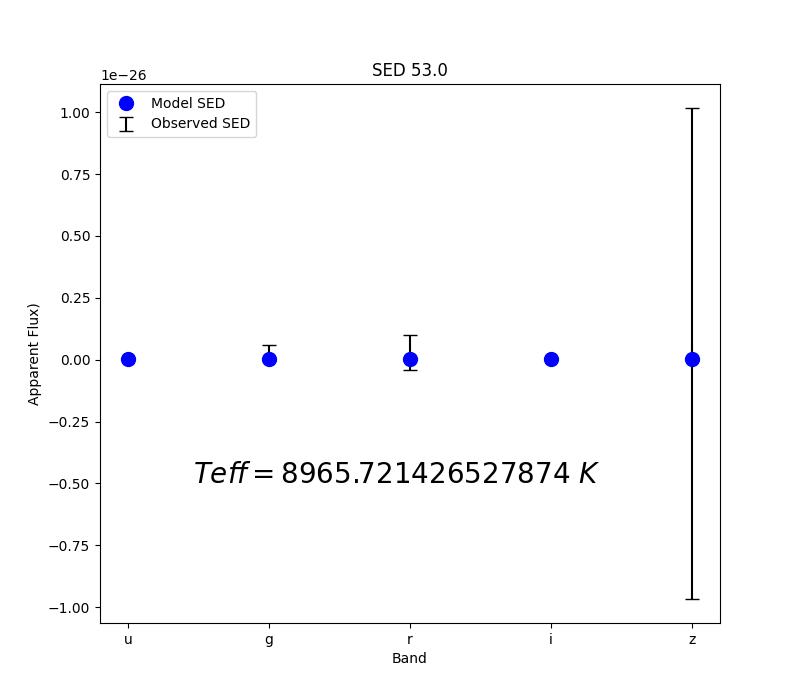 SED 53.0
1e−26
Model SED
Observed SED
1.00
0.75
0.50
0.25
0.00
−0.25
−0.50
−0.75
−1.00
Apparent Flux)
Teff = 8965.721426527874 K
u g r i z
Band